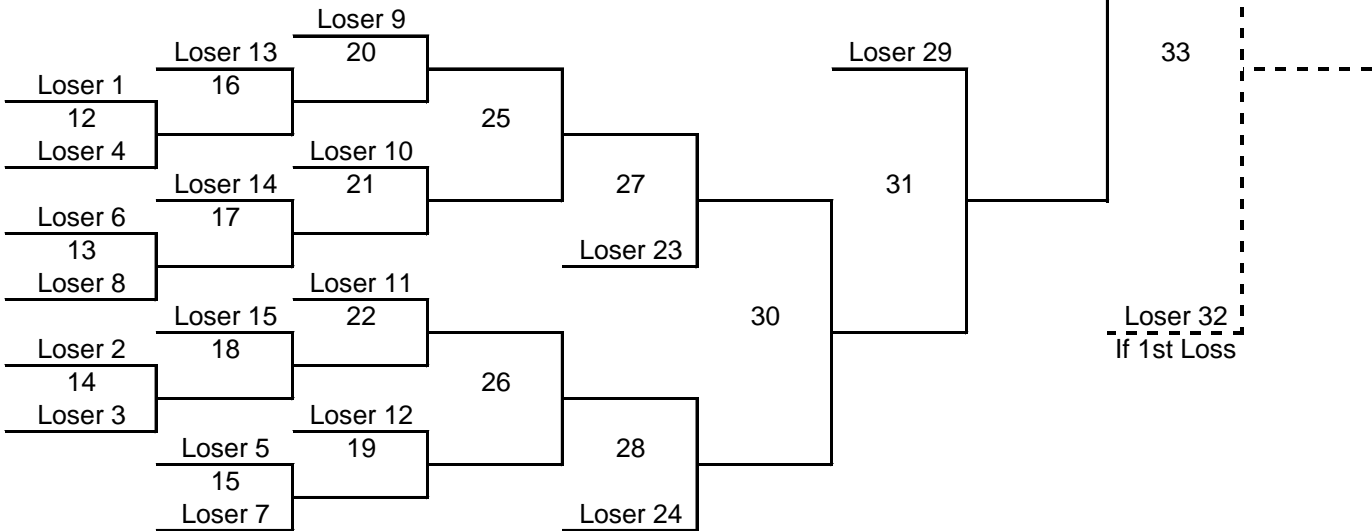 Loser 9
Loser 13
20
Loser 29
33
Loser 1
16
12
25
Loser 4
Loser 10
Loser 14
21
27
31
Loser 6
17
13
Loser 23
Loser 8
Loser 11
Loser 15
22
30
Loser 32
Loser 2
18
If 1st Loss
14
26
Loser 3
Loser 12
Loser 5
19
28
15
Loser 7
Loser 24